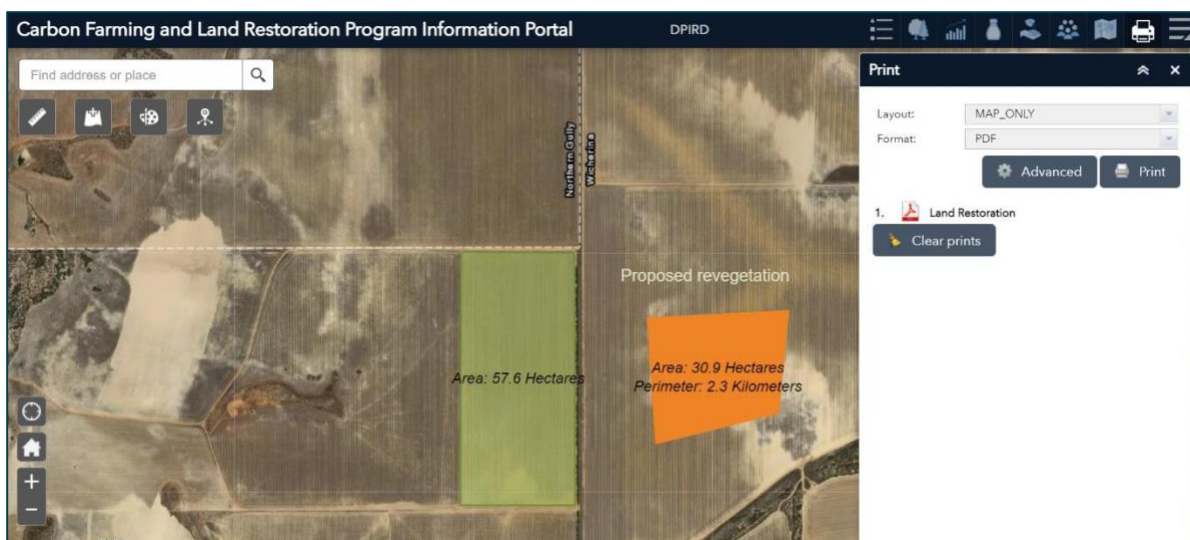 Carbon Farming and Land Restoration Program Information Portal
DPIRD
Find address or place
Northern Gully
Wicherina
Proposed revegetation
Area: 57.6 Hectares
Area: 30.9 Hectares
Perimeter: 2.3 Kilometers
+
−
Print
Layout: MAP_ONLY
Format: PDF
Advanced Print
1. Land Restoration
Clear prints